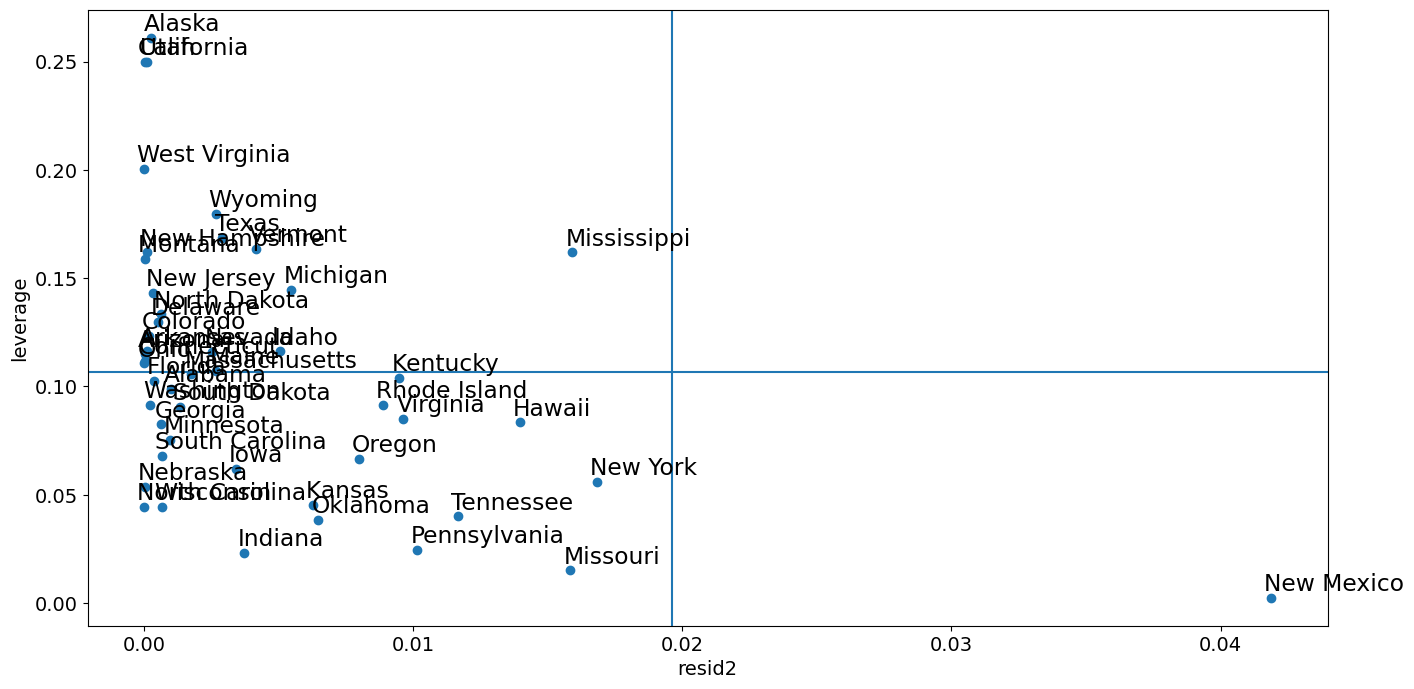 Alaska
Utah
California
0.25
West Virginia
0.20
Wyoming
Texas
Vermont
New Hampshire
Mississippi
Montana
0.15
Michigan
New Jersey
North Dakota
Delaware
Colorado
Arkansas
Nevada
Idaho
Arizona
Connecticut
Ohio
Maine
Massachusetts
Florida
Kentucky
0.10
Alabama
Washington
South Dakota
Rhode Island
Virginia
Georgia
Hawaii
Minnesota
South Carolina
Oregon
Iowa
New York
Nebraska
0.05
North Carolina
Wisconsin
Kansas
Oklahoma
Tennessee
Indiana
Pennsylvania
Missouri
New Mexico
0.00
leverage
0.00 0.01 0.02 0.03 0.04
resid2